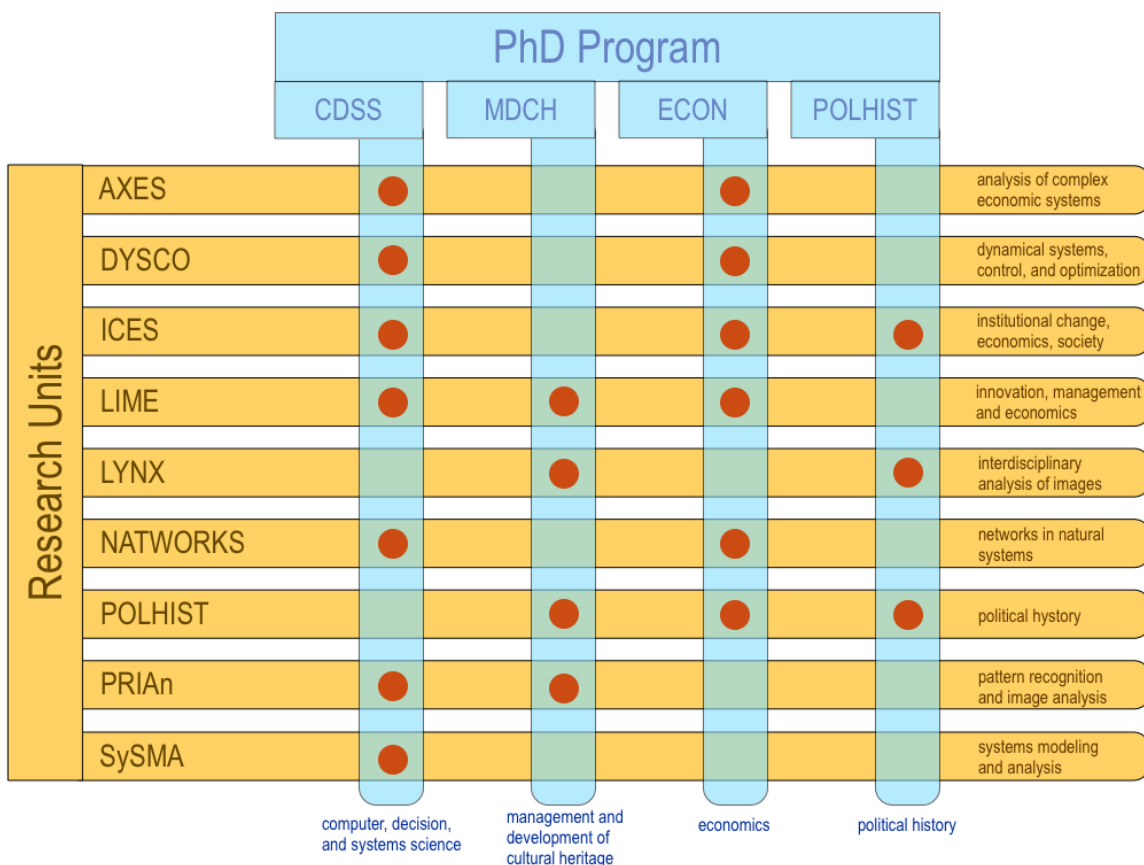 PhD Program
CDSS
MDCH
ECON
POLHIST
Research Units
AXES
analysis of complex
economic systems
DYSCO
dynamical systems,
control, and optimization
ICES
institutional change,
economics, society
LIME
innovation, management
and economics
LYNX
interdisciplinary
analysis of images
NATWORKS
networks in natural
systems
POLHIST
political hystory
PRIAn
pattern recognition
and image analysis
SySMA
systems modeling
and analysis
computer, decision,
and systems science
management and
development of
cultural heritage
economics
political history